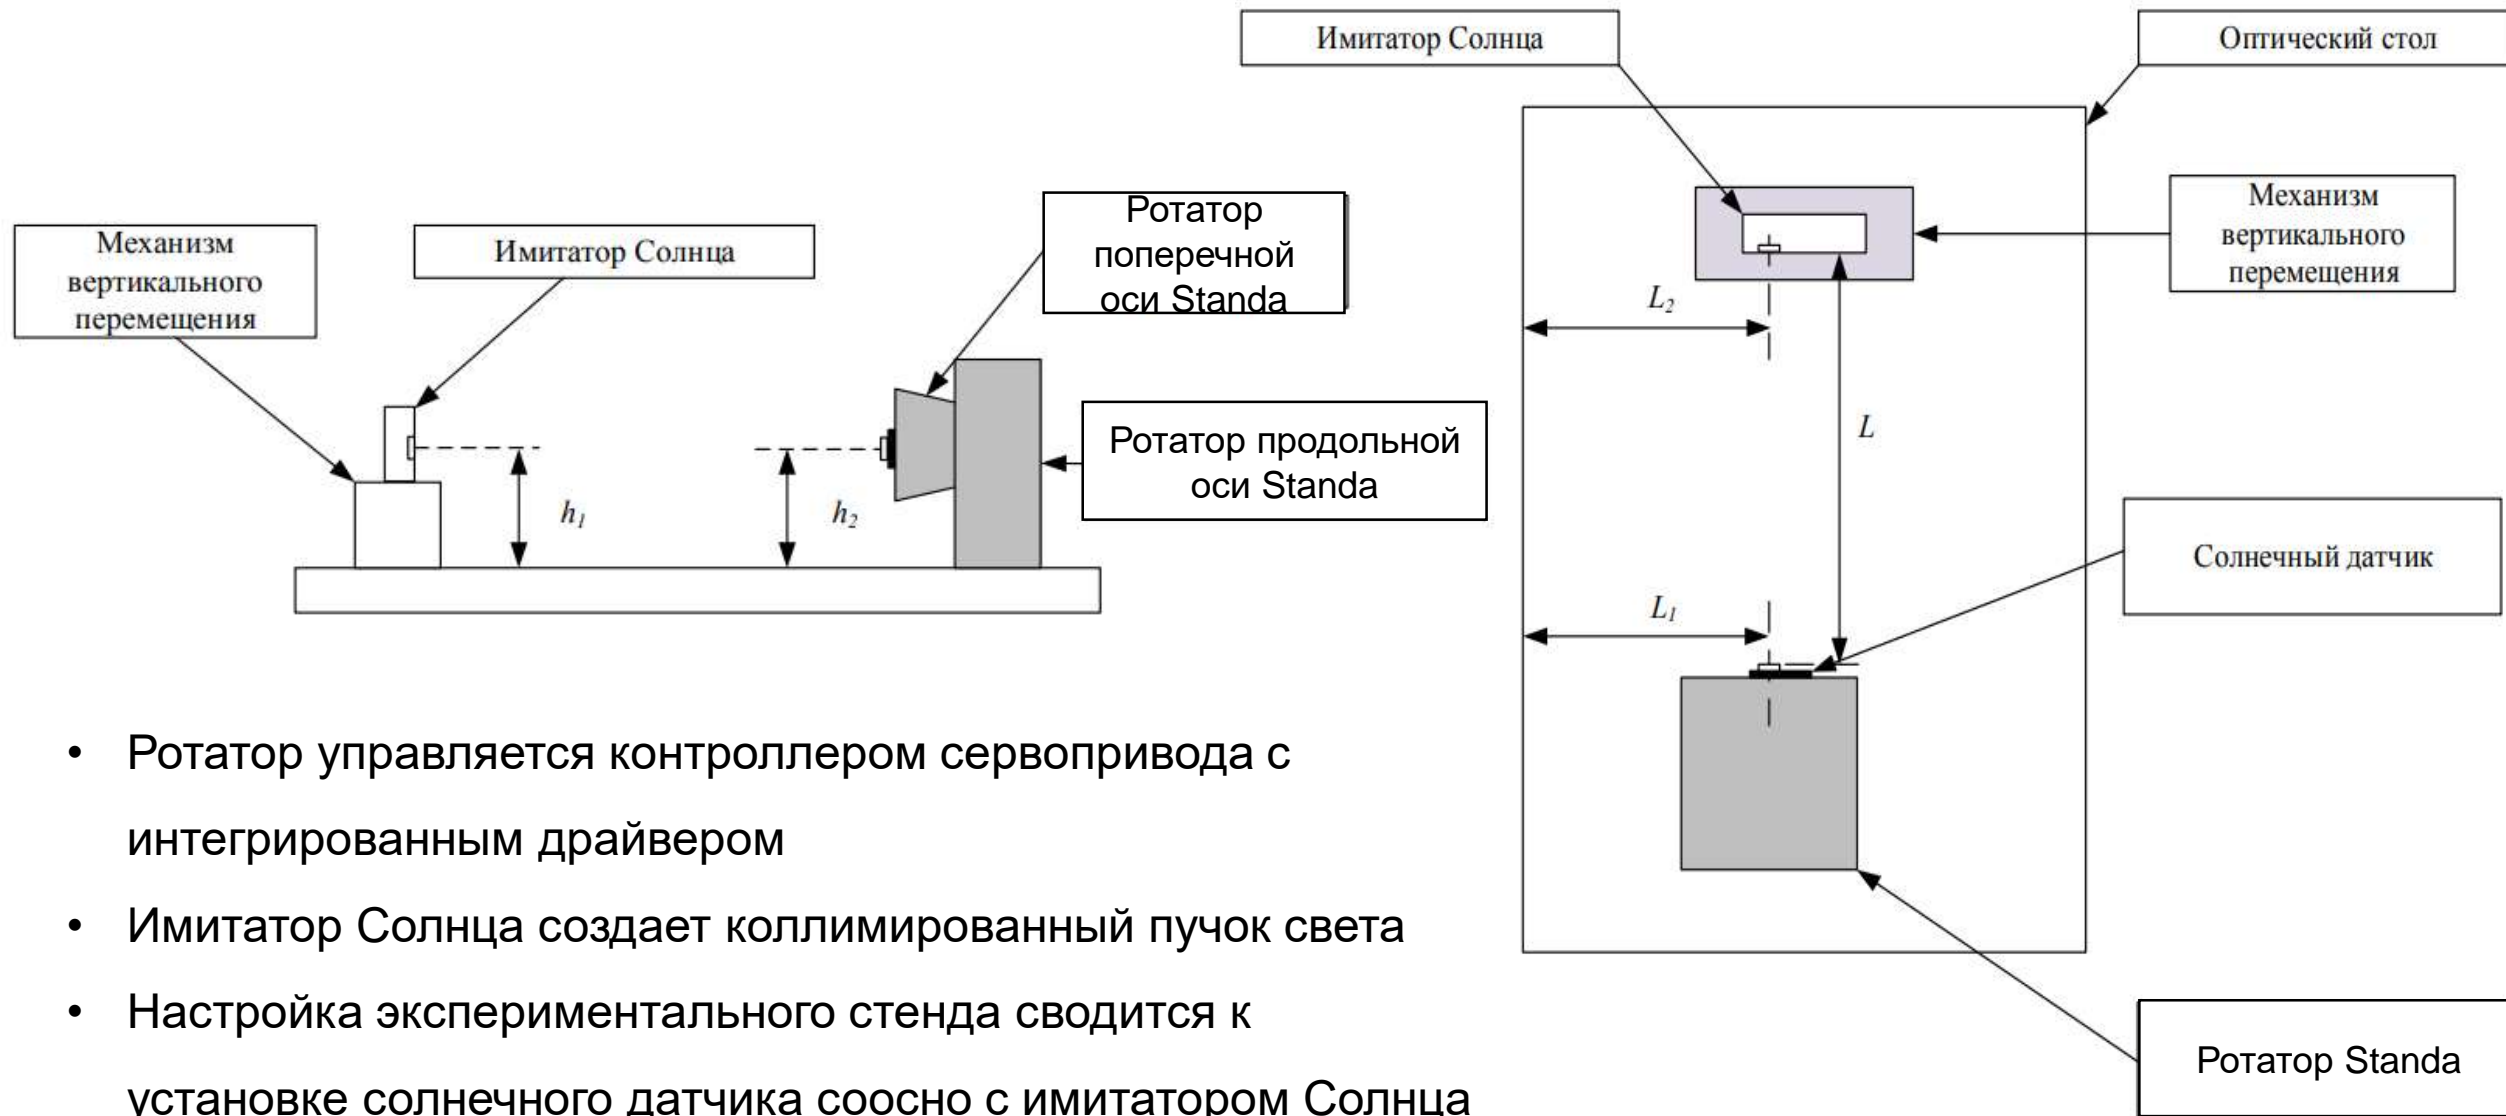 Имитатор Солнца
Оптический стол
Механизм
вертикального
перемещения
Имитатор Солнца
Ротатор
поперечной
оси Standa
Механизм
вертикального
перемещения
L₂
Ротатор продольной
оси Standa
L
h₁
h₂
Солнечный датчик
L₁
• Ротатор управляется контроллером сервопривода с
интегрированным драйвером
• Имитатор Солнца создает коллимированный пучок света
• Настройка экспериментального стенда сводится к
установке солнечного датчика соосно с имитатором Солнца
Ротатор Standa